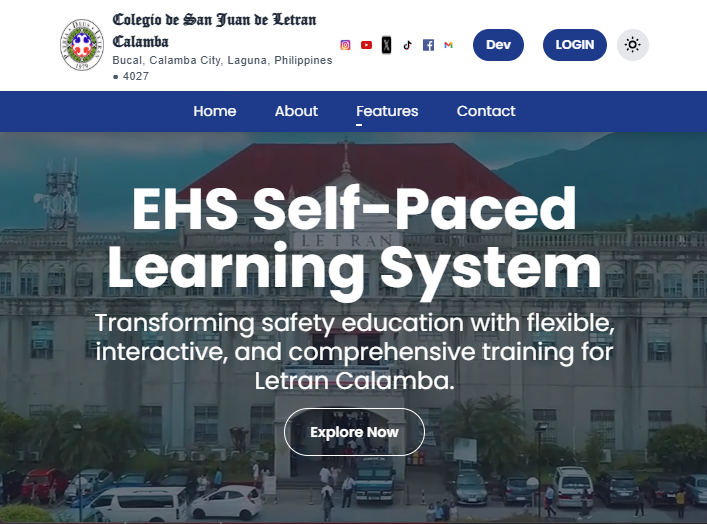 Colegio de San Juan de Letran
Calamba
Bucal, Calamba City, Laguna, Philippines
● 4027
Dev
LOGIN
Home
About
Features
Contact
EHS Self-Paced
LETRAN
Learning System
Transforming safety education with flexible,
interactive, and comprehensive training for
Letran Calamba.
Explore Now